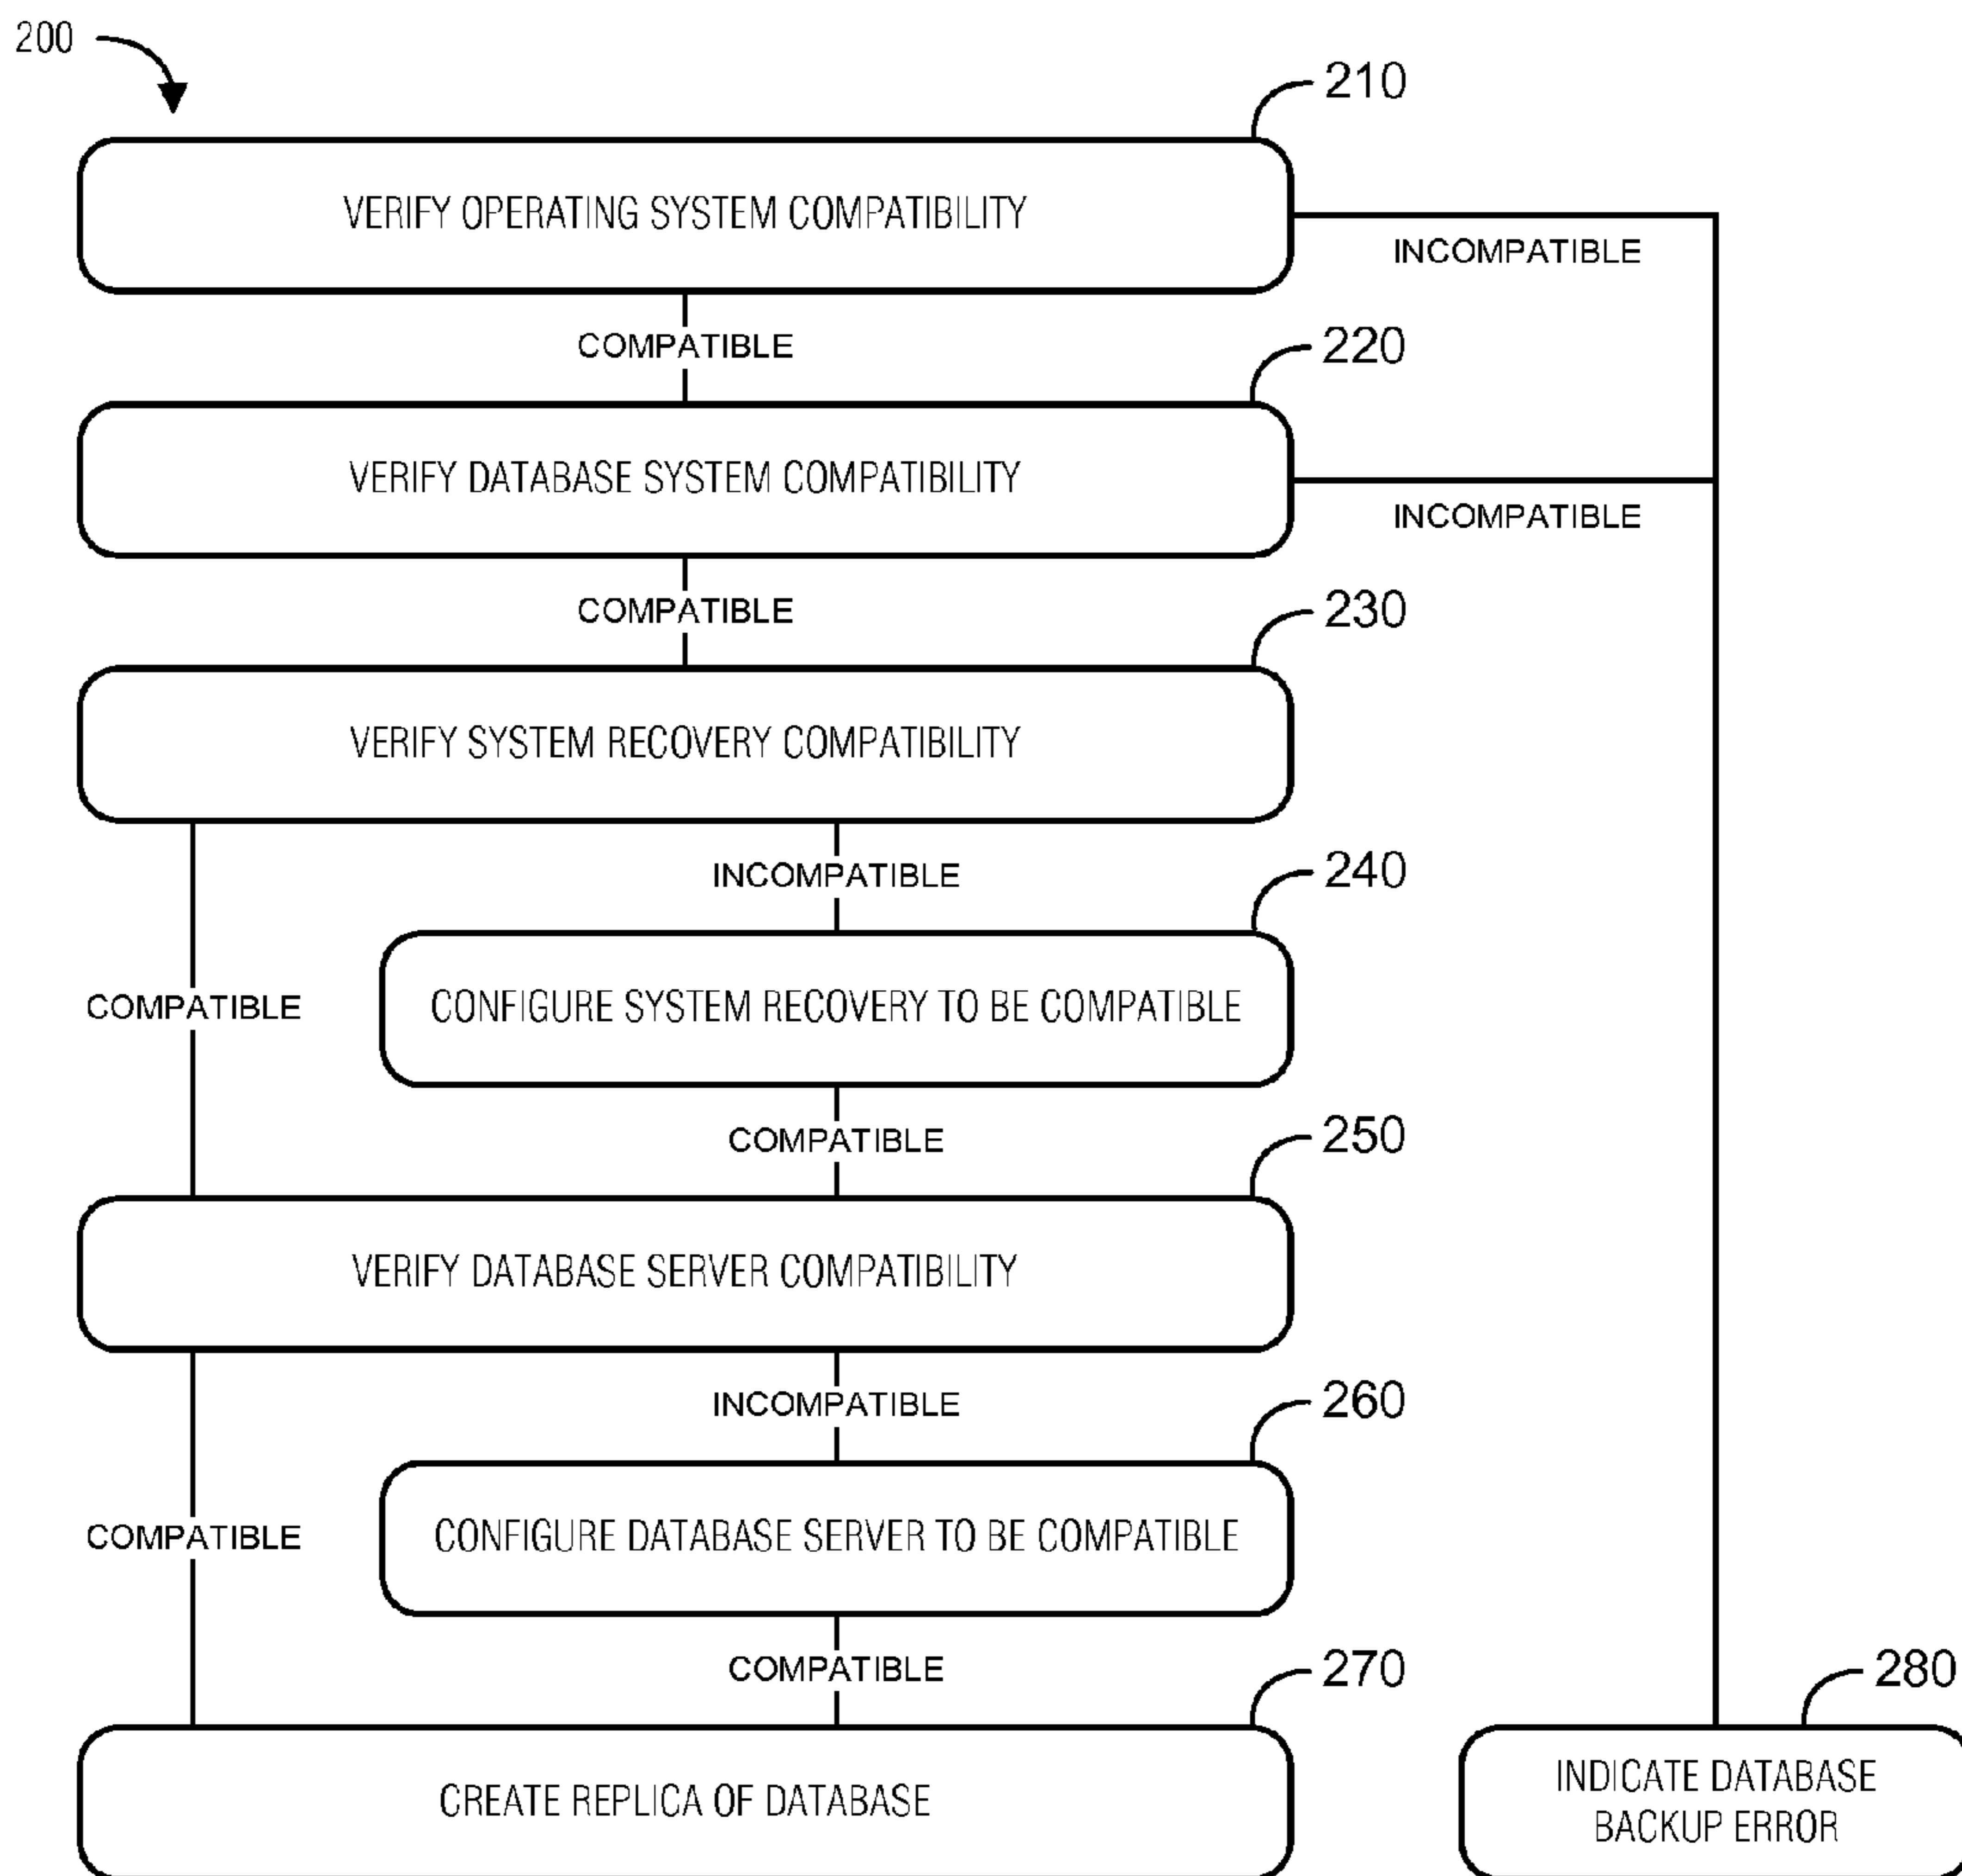 200
210
VERIFY OPERATING SYSTEM COMPATIBILITY
INCOMPATIBLE
COMPATIBLE
220
VERIFY DATABASE SYSTEM COMPATIBILITY
INCOMPATIBLE
COMPATIBLE
230
VERIFY SYSTEM RECOVERY COMPATIBILITY
INCOMPATIBLE
240
COMPATIBLE
CONFIGURE SYSTEM RECOVERY TO BE COMPATIBLE
COMPATIBLE
250
VERIFY DATABASE SERVER COMPATIBILITY
INCOMPATIBLE
260
COMPATIBLE
CONFIGURE DATABASE SERVER TO BE COMPATIBLE
COMPATIBLE
270
CREATE REPLICA OF DATABASE
280
INDICATE DATABASE
BACKUP ERROR